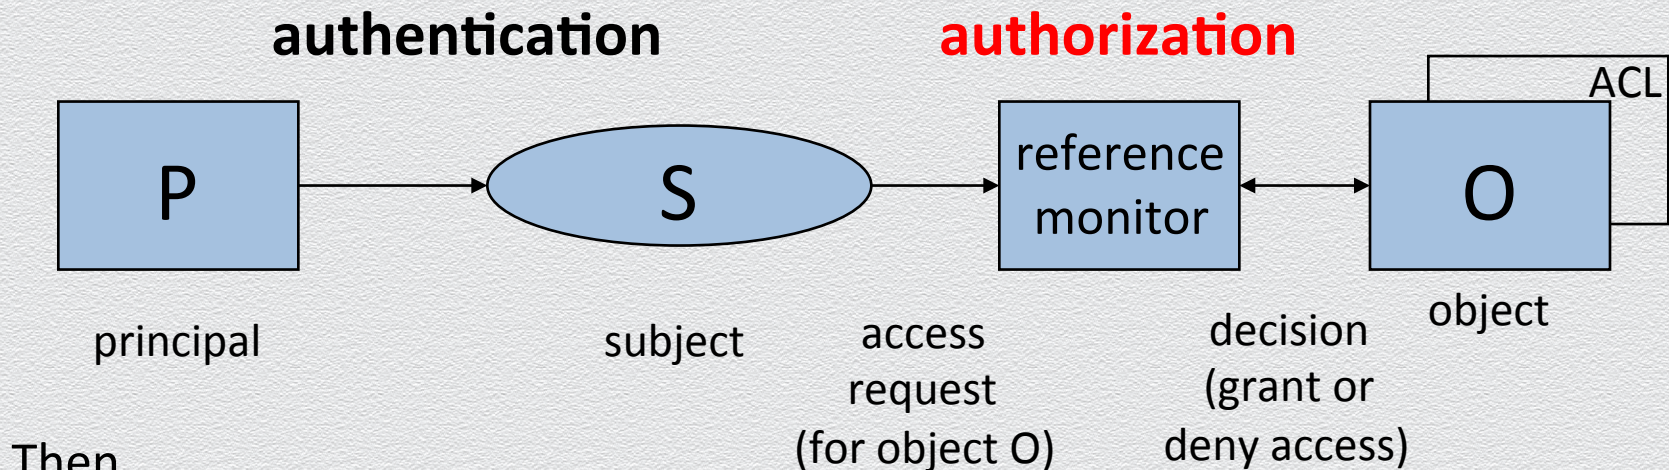 authentication
authorization
ACL
P
S
reference
monitor
O
principal
subject
access
request
(for object O)
decision
(grant or
deny access)
object
Then